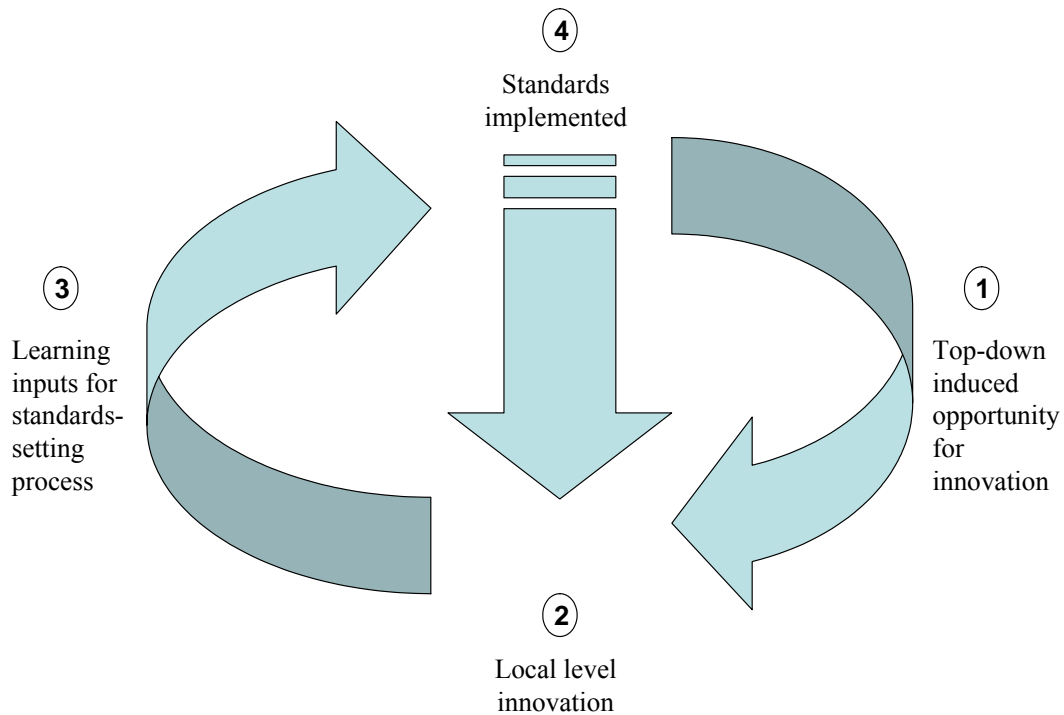 4
Standards
implemented
3
Learning
inputs for
standards-
setting
process
1
Top-down
induced
opportunity
for
innovation
2
Local level
innovation